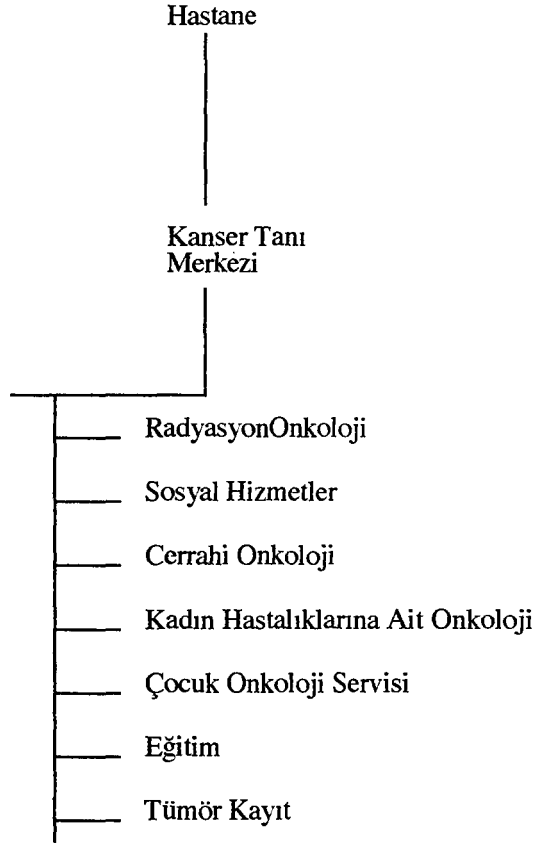 Hastane
Kanser Tanı
Merkezi
RadyasyonOnkoloji
Sosyal Hizmetler
Cerrahi Onkoloji
Kadın Hastalıklarına Ait Onkoloji
Çocuk Onkoloji Servisi
Eğitim
Tümör Kayıt